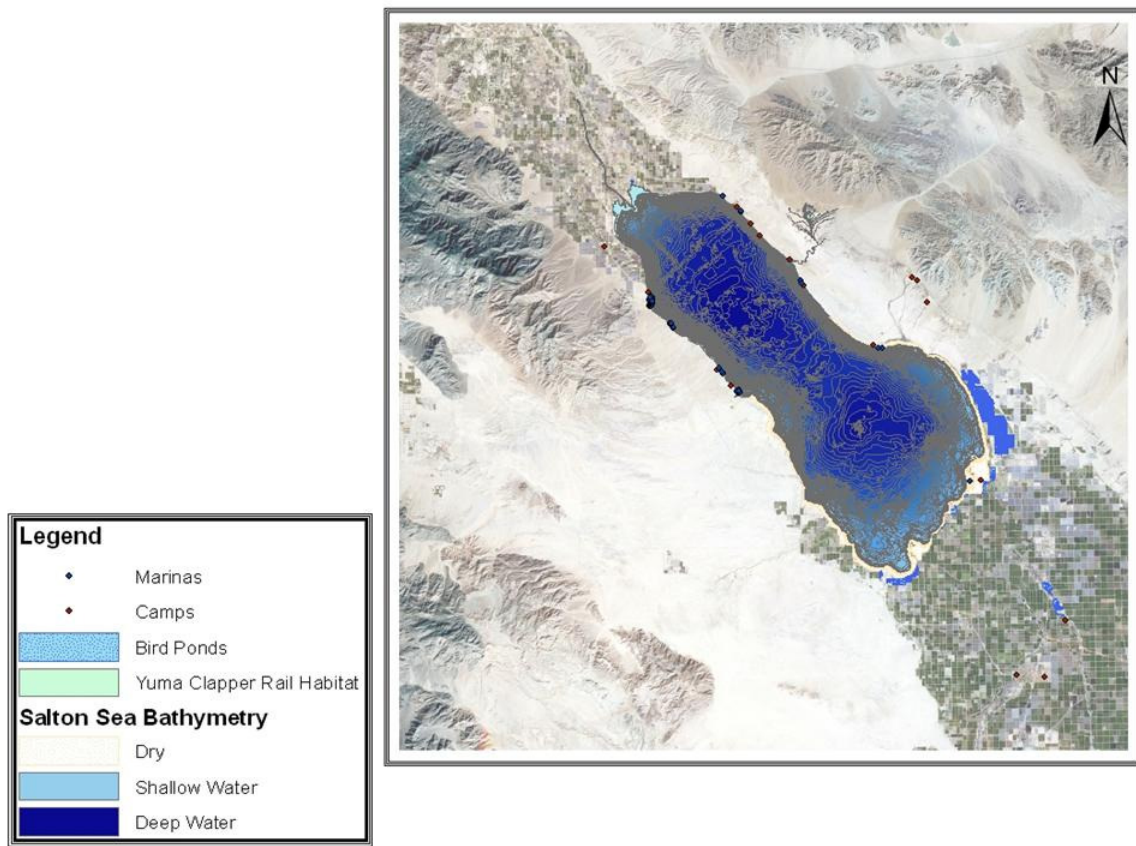 N
Legend
Marinas
Camps
Bird Ponds
Yuma Clapper Rail Habitat
Salton Sea Bathymetry
Dry
Shallow Water
Deep Water